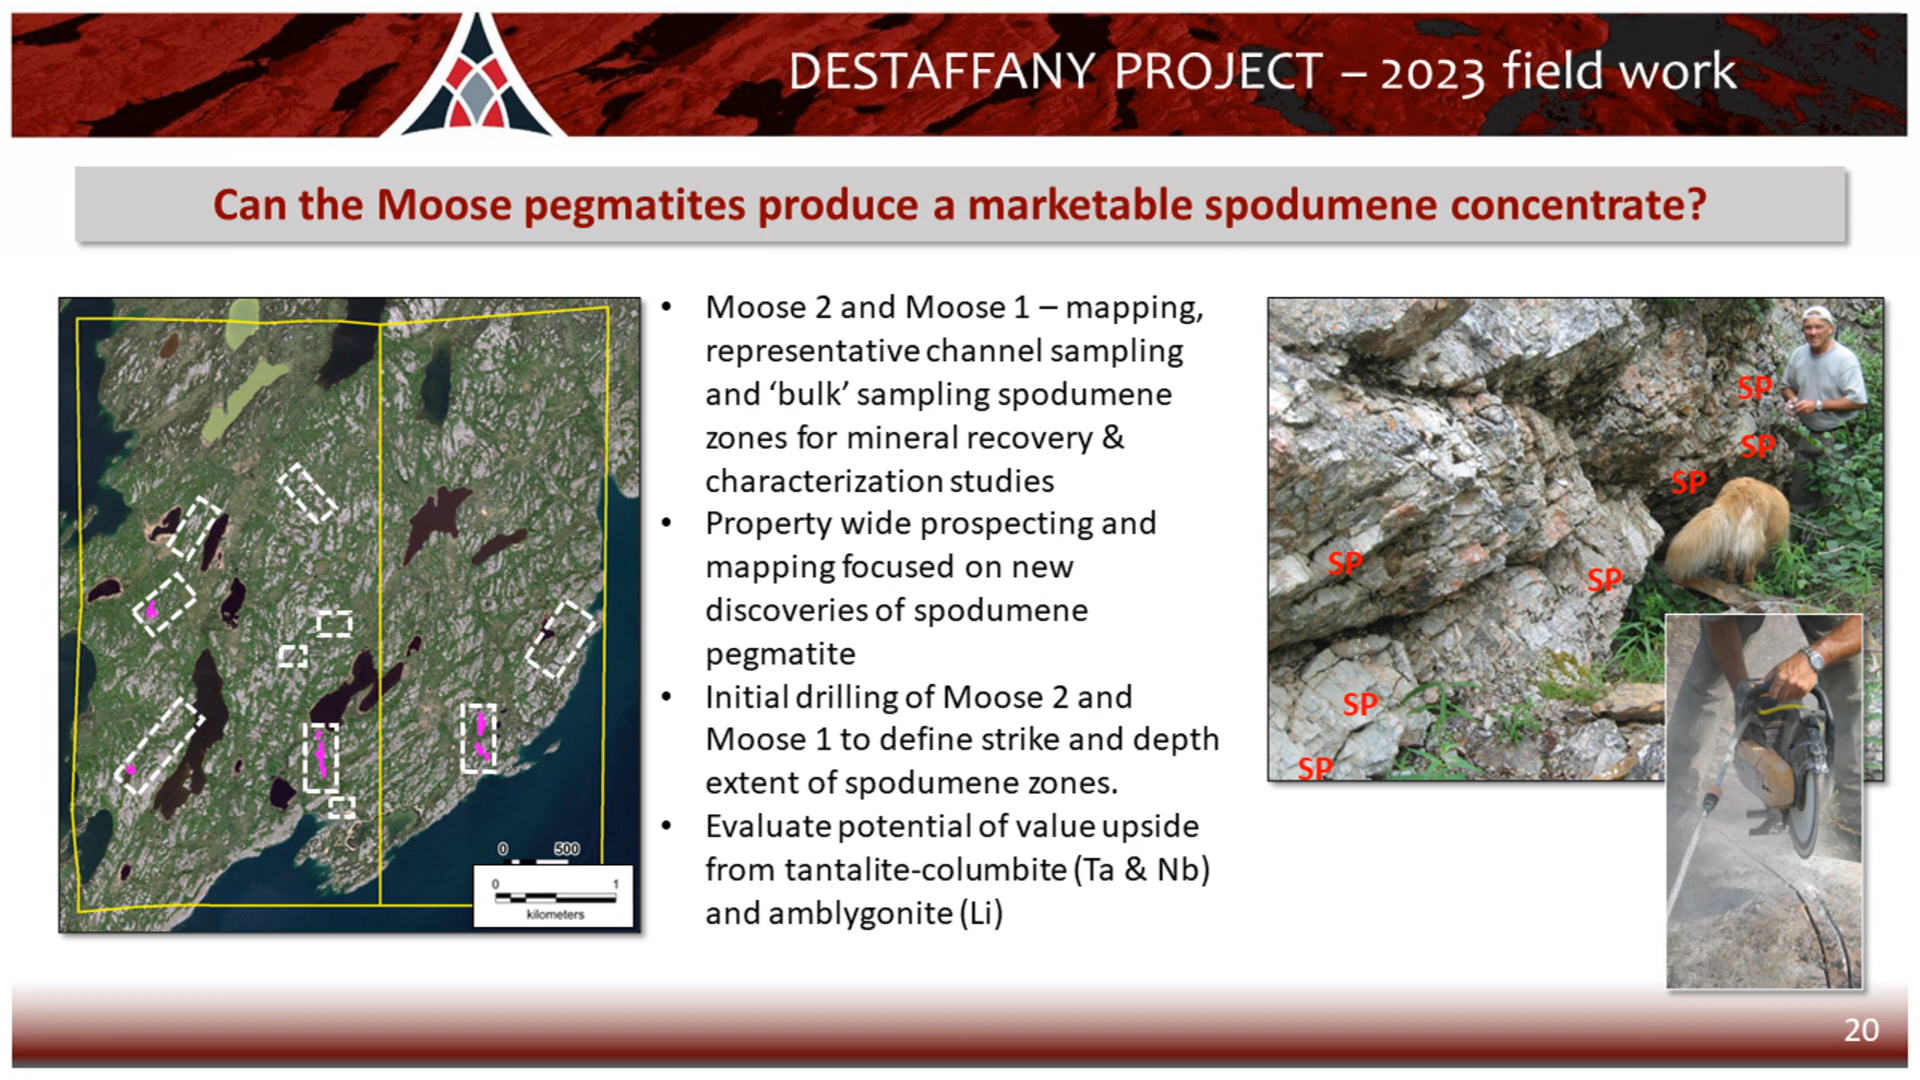 DESTAFFANY PROJECT – 2023 field work
Can the Moose pegmatites produce a marketable spodumene concentrate?
0 500
0 1
kilometers
• Moose 2 and Moose 1 – mapping,
representative channel sampling
and ‘bulk’ sampling spodumene
zones for mineral recovery &
characterization studies
• Property wide prospecting and
mapping focused on new
discoveries of spodumene
pegmatite
• Initial drilling of Moose 2 and
Moose 1 to define strike and depth
extent of spodumene zones.
• Evaluate potential of value upside
from tantalite-columbite (Ta & Nb)
and amblygonite (Li)
SP
SP
SP
SP
SP
SP
SP
20